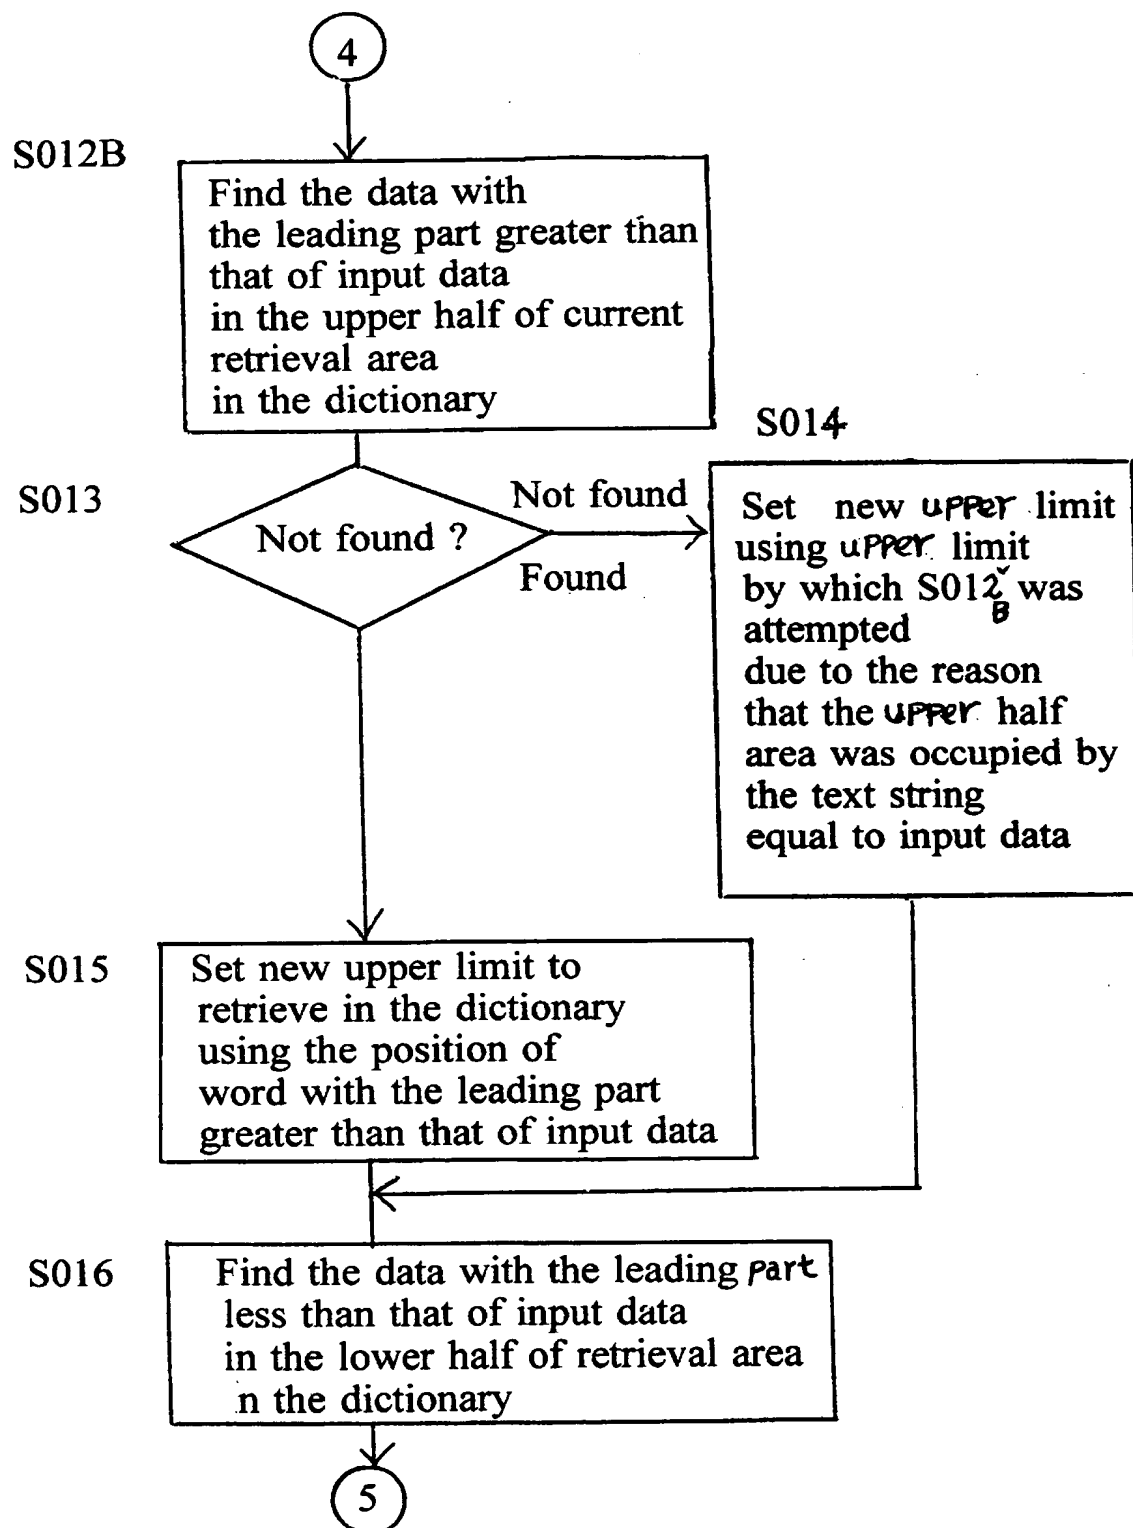 4
S012B
Find the data with
the leading part greater than
that of input data
in the upper half of current
retrieval area
in the dictionary
S013
Not found ?
Not found
Found
S014
Set new upper limit
using upper limit
by which S012B was
attempted
due to the reason
that the upper half
area was occupied by
the text string
equal to input data
S015
Set new upper limit to
retrieve in the dictionary
using the position of
word with the leading part
greater than that of input data
S016
Find the data with the leading part
less than that of input data
in the lower half of retrieval area
n the dictionary
5